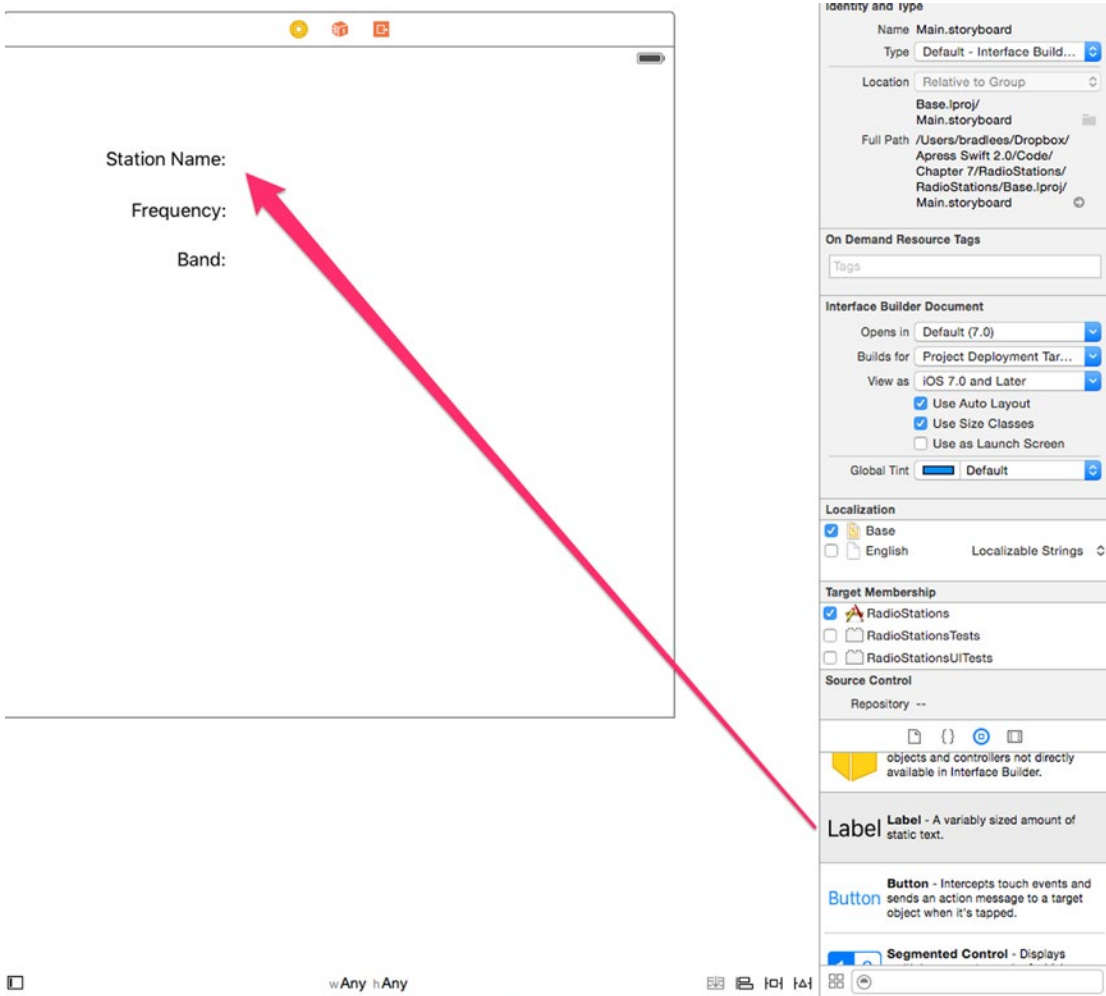 Station Name:
Frequency:
Band:
wAny hAny
Identity and Type
Name Main.storyboard
Type Default - Interface Build...
Location Relative to Group
Base.lproj/
Main.storyboard
Full Path /Users/bradlees/Dropbox/
Apress Swift 2.0/Code/
Chapter 7/RadioStations/
RadioStations/Base.lproj/
Main.storyboard
On Demand Resource Tags
Tags
Interface Builder Document
Opens in Default (7.0)
Builds for Project Deployment Tar...
View as iOS 7.0 and Later
Use Auto Layout
Use Size Classes
Use as Launch Screen
Global Tint Default
Localization
Base
English Localizable Strings
Target Membership
RadioStations
RadioStationsTests
RadioStationsUITests
Source Control
Repository --
{}
objects and controllers not directly
available in Interface Builder.
Label
Label - A variably sized amount of
static text.
Button
Button - Intercepts touch events and
sends an action message to a target
object when it's tapped.
Segmented Control - Displays